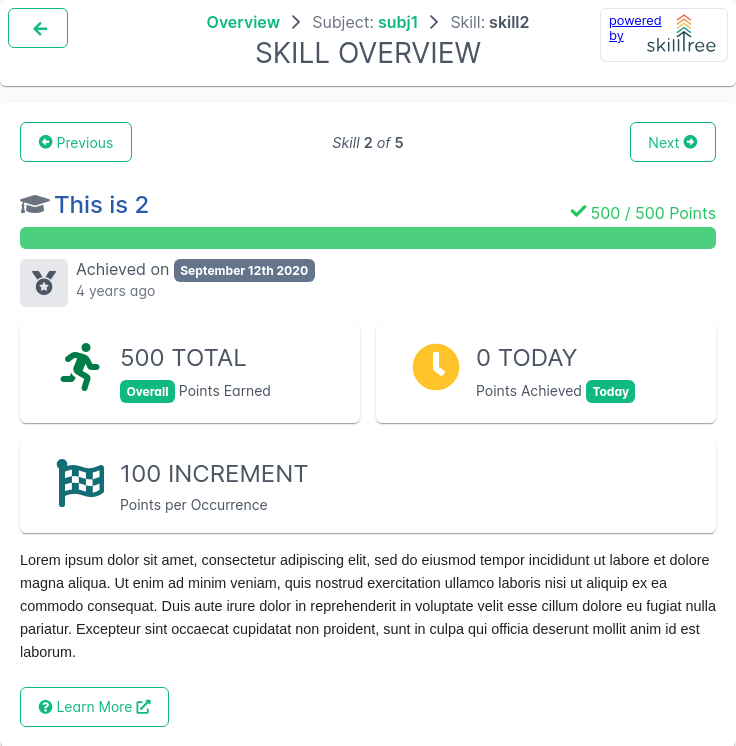 Overview > Subject: subj1 > Skill: skill2
SKILL OVERVIEW
powered
by
skilltree
Previous
Skill 2 of 5
Next
This is 2
500 / 500 Points
Achieved on September 12th 2020
4 years ago
500 TOTAL
Overall Points Earned
0 TODAY
Points Achieved Today
100 INCREMENT
Points per Occurrence
Lorem ipsum dolor sit amet, consectetur adipiscing elit, sed do eiusmod tempor incididunt ut labore et dolore
magna aliqua. Ut enim ad minim veniam, quis nostrud exercitation ullamco laboris nisi ut aliquip ex ea
commodo consequat. Duis aute irure dolor in reprehenderit in voluptate velit esse cillum dolore eu fugiat nulla
pariatur. Excepteur sint occaecat cupidatat non proident, sunt in culpa qui officia deserunt mollit anim id est
laborum.
Learn More